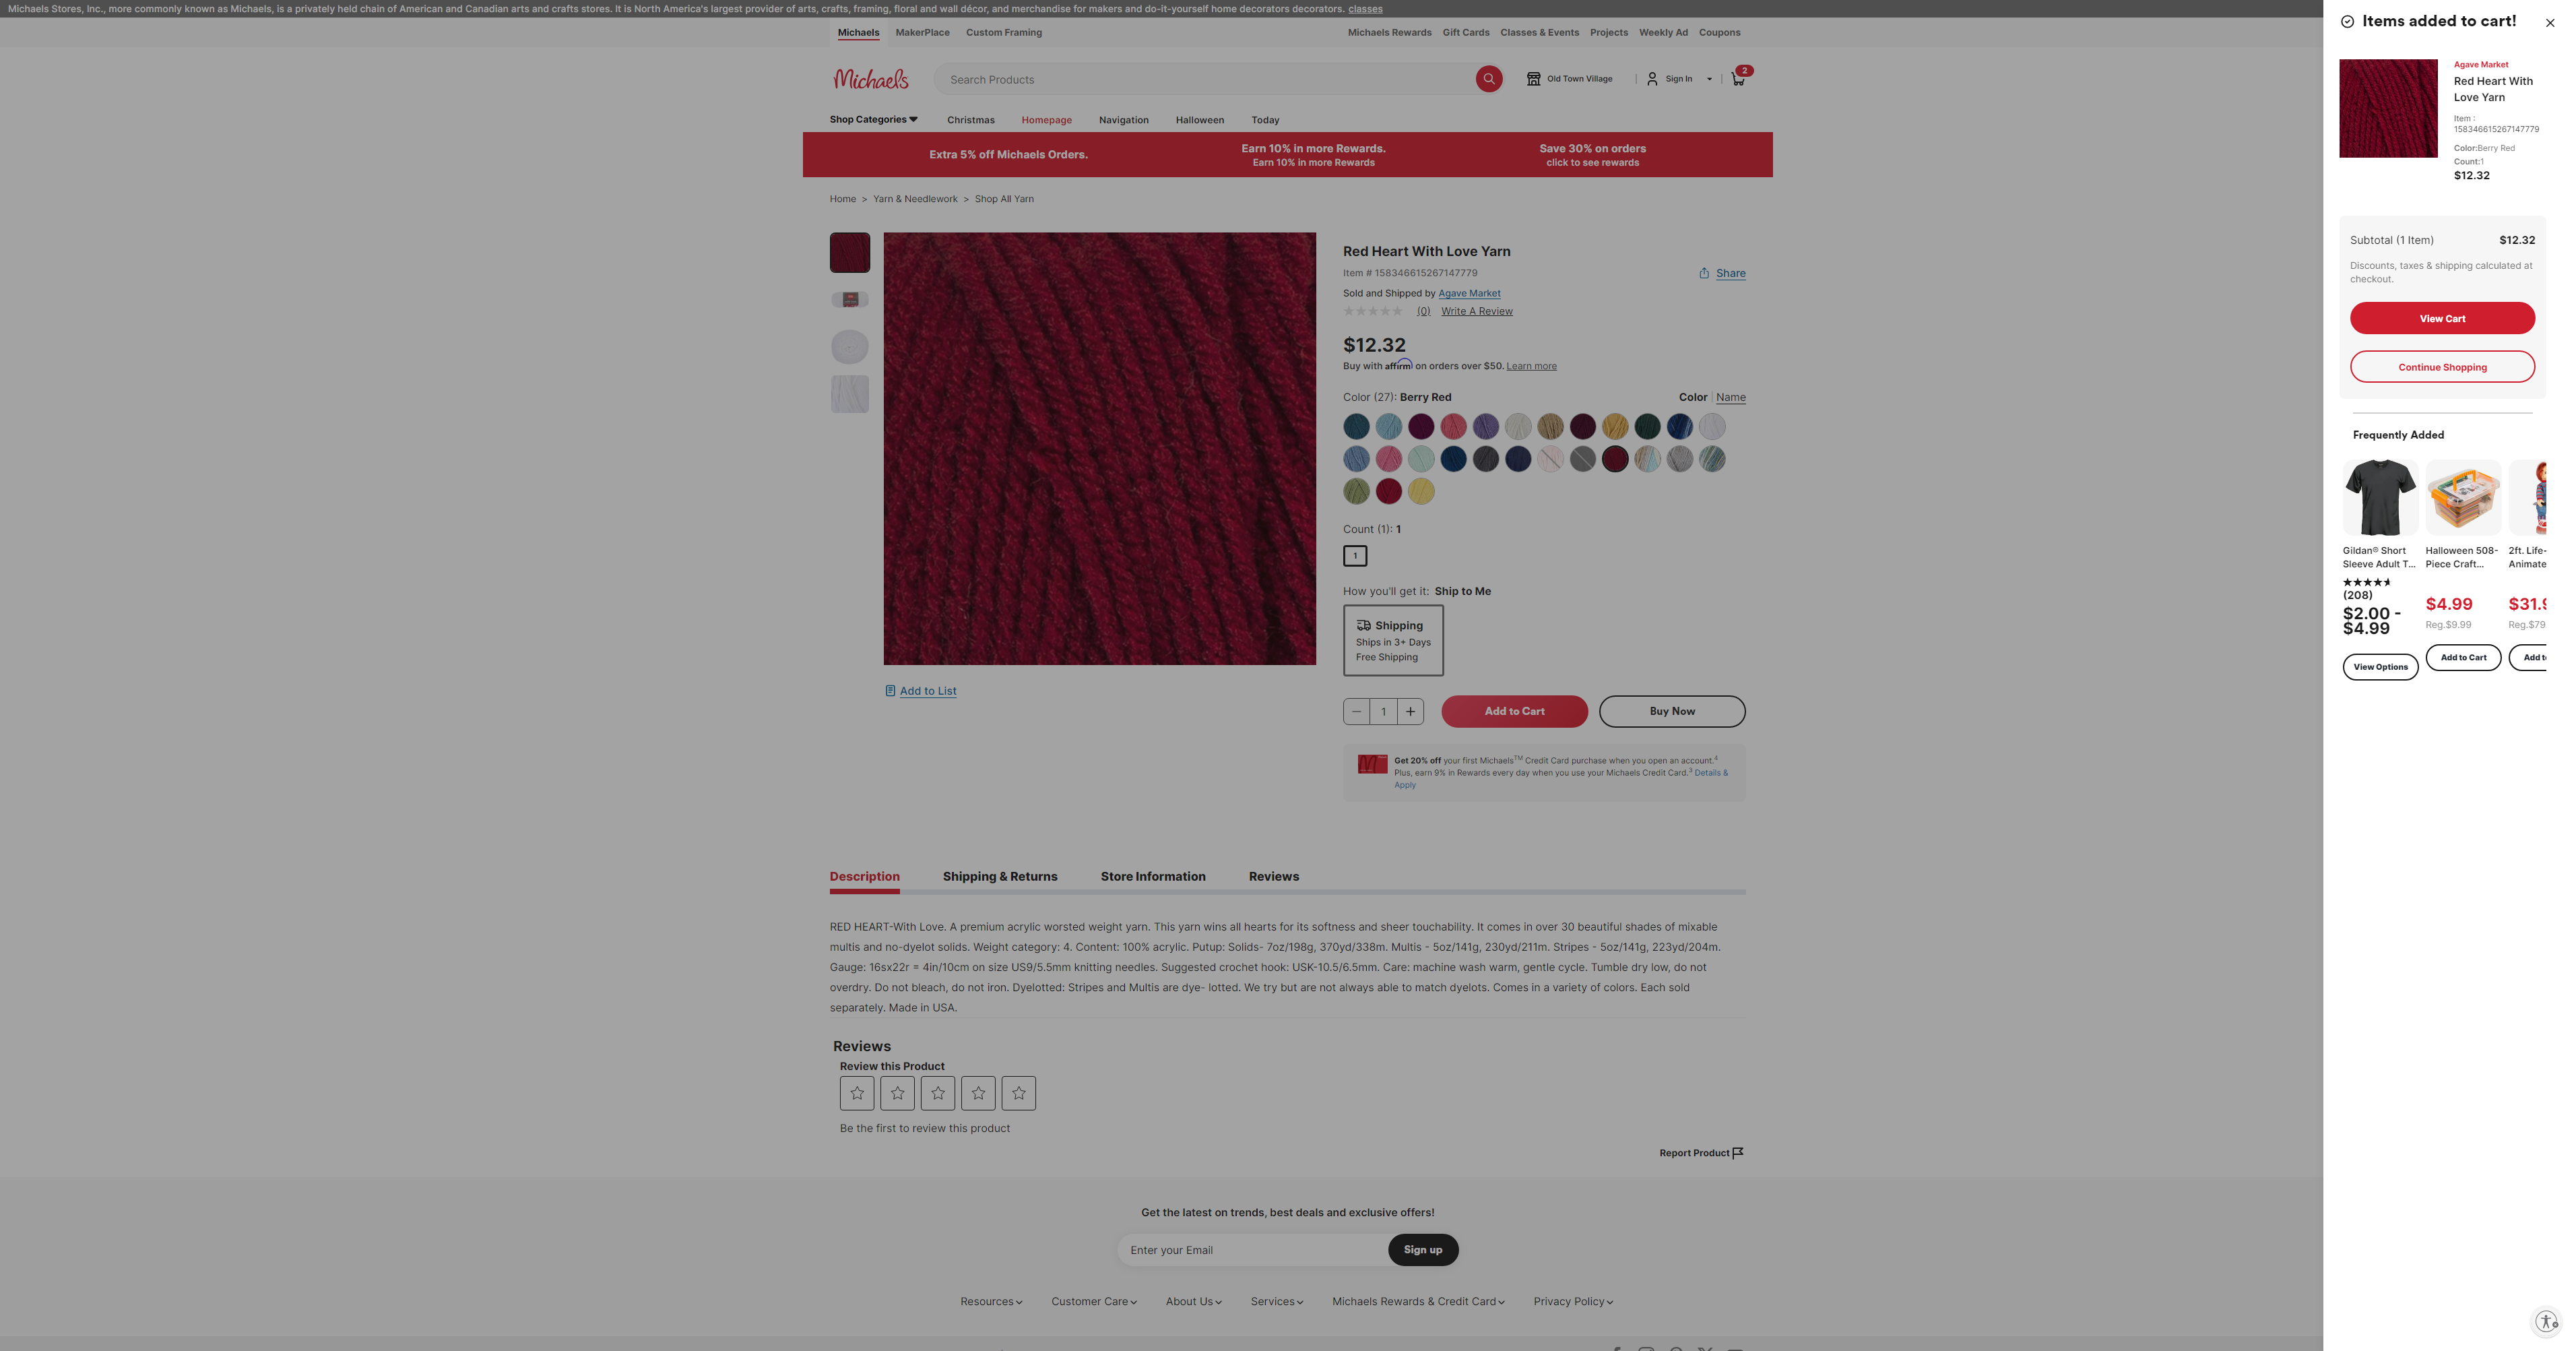 Michaels Stores, Inc., more commonly known as Michaels, is a privately held chain of American and Canadian arts and crafts stores. It is North America's largest provider of arts, crafts, framing, floral and wall décor, and merchandise for makers and do-it-yourself home decorators decorators. classes
Michaels MakerPlace Custom Framing
Michaels Rewards Gift Cards Classes & Events Projects Weekly Ad Coupons
Michaels
Search Products
Old Town Village
Sign In
2
Shop Categories Christmas Homepage Navigation Halloween Today
Extra 5% off Michaels Orders.
Earn 10% in more Rewards.
Earn 10% in more Rewards
Save 30% on orders
click to see rewards
Home > Yarn & Needlework > Shop All Yarn
Add to List
Red Heart With Love Yarn
Item # 158346615267147779
Share
Sold and Shipped by Agave Market
(0) Write A Review
$12.32
Buy with affirm on orders over $50. Learn more
Color (27): Berry Red
Color | Name
Count (1): 1
1
How you'll get it: Ship to Me
Shipping
Ships in 3+ Days
Free Shipping
1
Add to Cart
Buy Now
Get 20% off your first Michaels™ Credit Card purchase when you open an account.4
Plus, earn 9% in Rewards every day when you use your Michaels Credit Card.3 Details &
Apply
Description Shipping & Returns Store Information Reviews
RED HEART-With Love. A premium acrylic worsted weight yarn. This yarn wins all hearts for its softness and sheer touchability. It comes in over 30 beautiful shades of mixable
multis and no-dyelot solids. Weight category: 4. Content: 100% acrylic. Putup: Solids- 7oz/198g, 370yd/338m. Multis - 5oz/141g, 230yd/211m. Stripes - 5oz/141g, 223yd/204m.
Gauge: 16sx22r = 4in/10cm on size US9/5.5mm knitting needles. Suggested crochet hook: USK-10.5/6.5mm. Care: machine wash warm, gentle cycle. Tumble dry low, do not
overdry. Do not bleach, do not iron. Dyelotted: Stripes and Multis are dye- lotted. We try but are not always able to match dyelots. Comes in a variety of colors. Each sold
separately. Made in USA.
Reviews
Review this Product
Be the first to review this product
Report Product
Get the latest on trends, best deals and exclusive offers!
Enter your Email
Sign up
Resources Customer Care About Us Services Michaels Rewards & Credit Card Privacy Policy
Items added to cart!
Agave Market
Red Heart With
Love Yarn
Item :
158346615267147779
Color:Berry Red
Count:1
$12.32
Subtotal (1 Item) $12.32
Discounts, taxes & shipping calculated at
checkout.
View Cart
Continue Shopping
Frequently Added
Gildan® Short
Sleeve Adult T...
(208)
$2.00 -
$4.99
View Options
Halloween 508-
Piece Craft...
$4.99
Reg.$9.99
Add to Cart
2ft. Life-
Animate
$31.9
Reg.$79
Add t